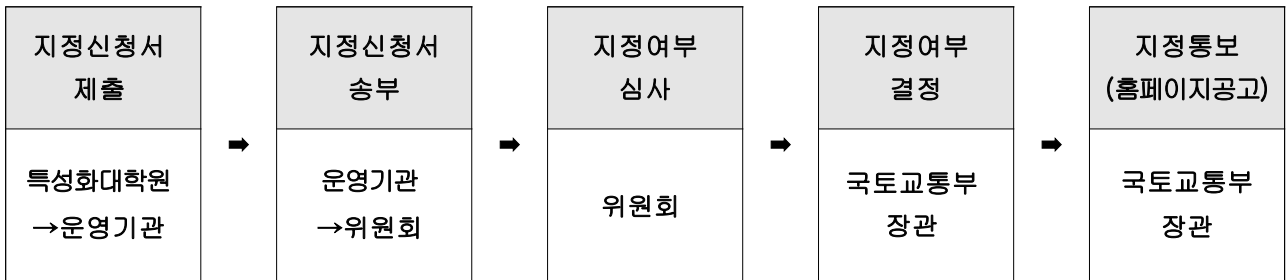 지정신청서
제출
특성화대학원
→운영기관
➡
지정신청서
송부
운영기관
→위원회
➡
지정여부
심사
위원회
➡
지정여부
결정
국토교통부
장관
➡
지정통보
(홈페이지공고)
국토교통부
장관